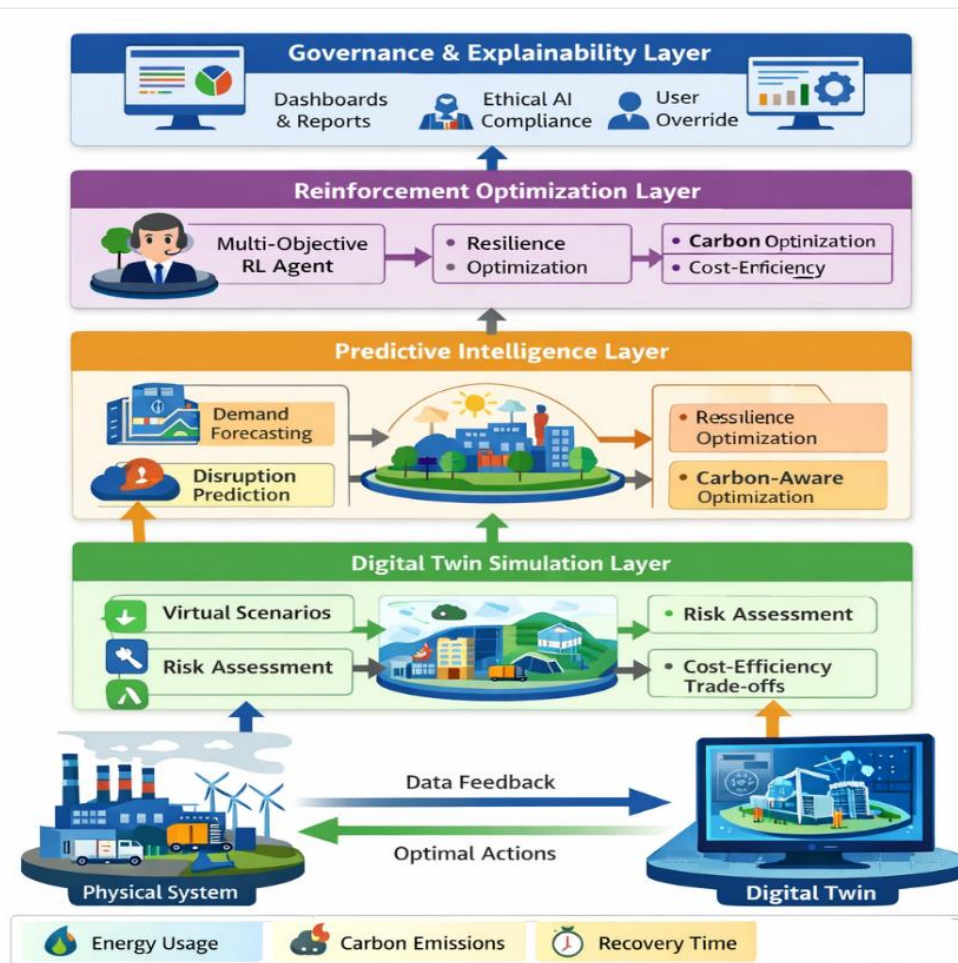 Governance & Explainability Layer
Dashboards
& Reports
Ethical AI
Compliance
User
Override
Reinforcement Optimization Layer
Multi-Objective
RL Agent
• Resilience
• Optimization
• Carbon Optinization
• Cost-Enficiency
Predictive Intelligence Layer
Demand
Forecasting
Disruption
Prediction
• Ressilience
Optimization
• Carbon-Aware
Optimization
Digital Twin Simulation Layer
Virtual Scenarios
Risk Assessment
• Risk Assessment
• Cost-Efficiency
Trade-offs
Data Feedback
Optimal Actions
Physical System
Digital Twin
Energy Usage
Carbon Emissions
Recovery Time